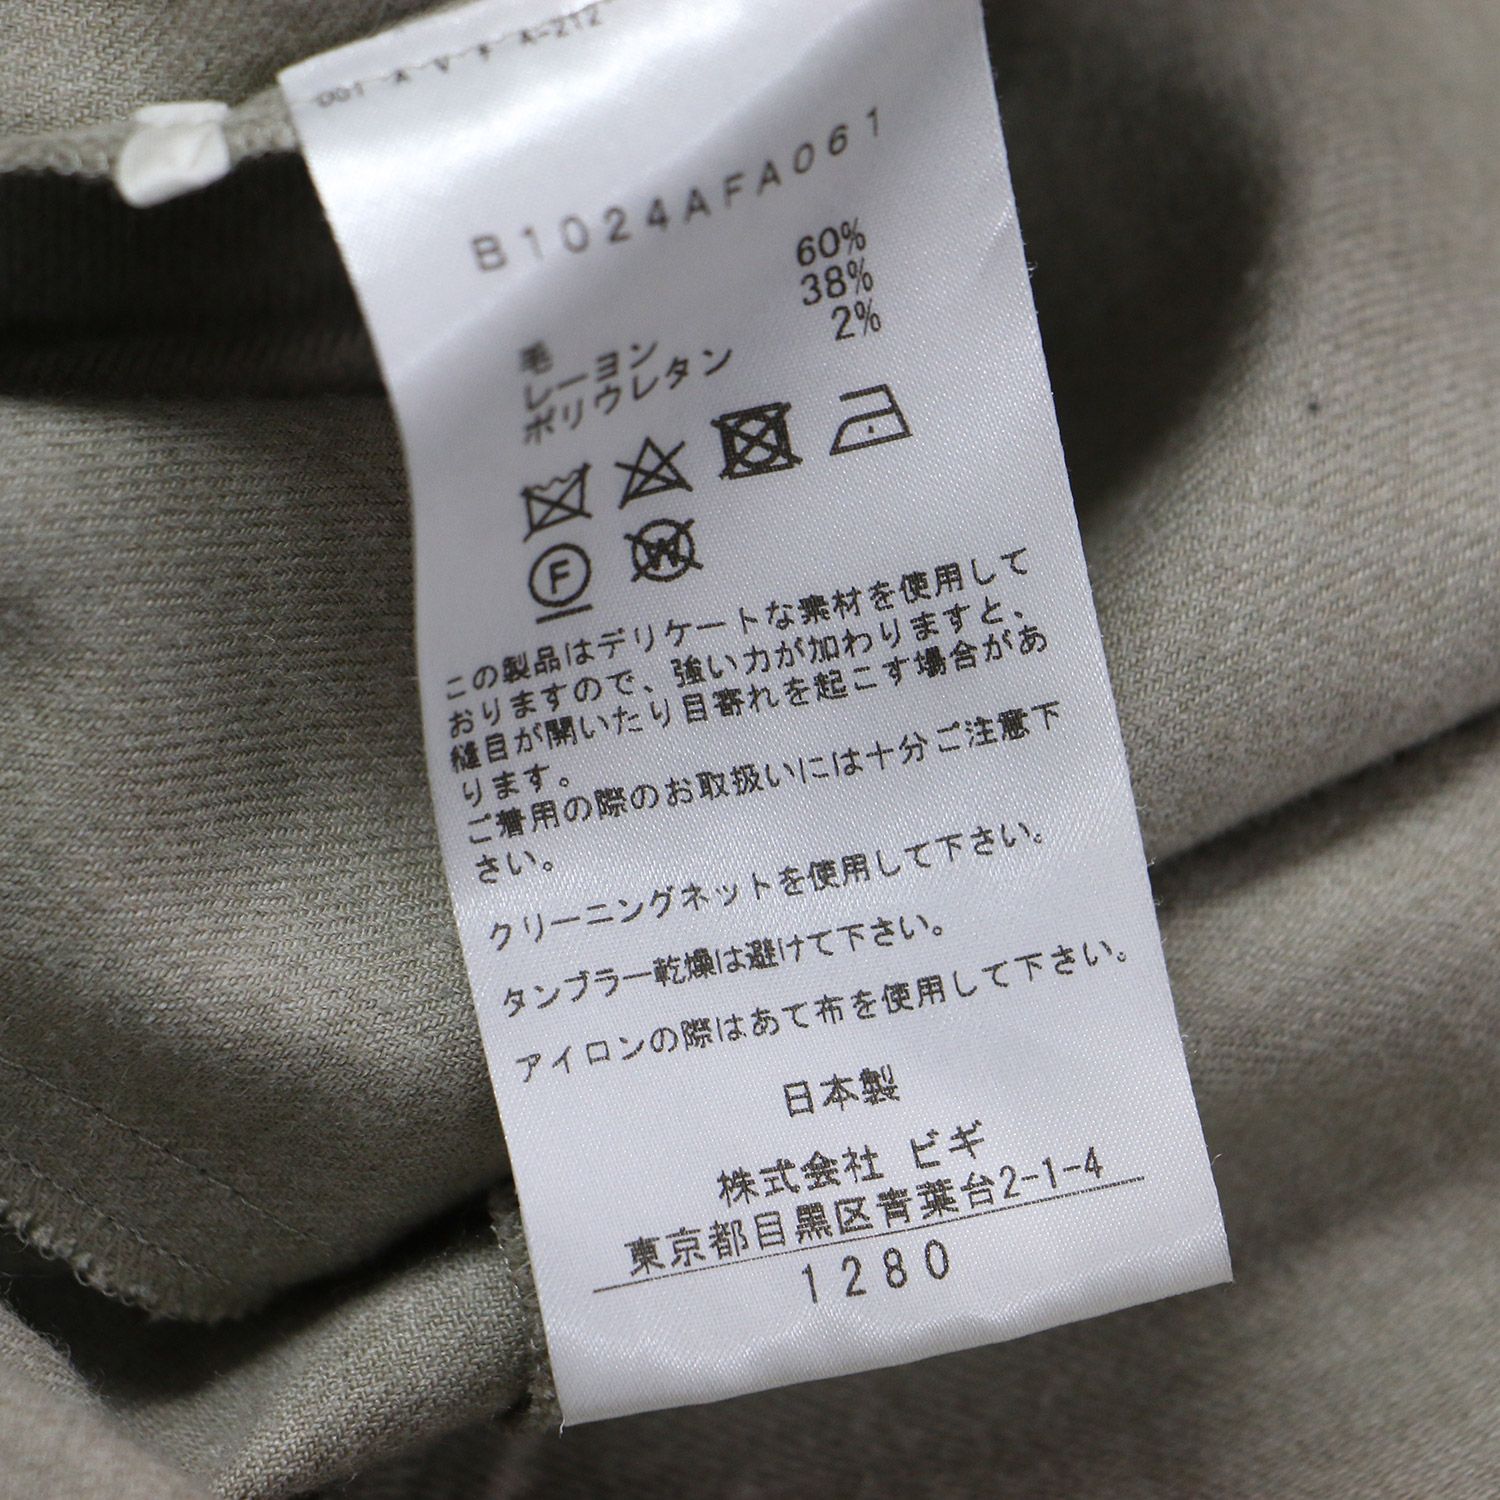 B1024AFA061
毛 60%
レーヨン 38%
ポリウレタン 2%
F W
この製品はデリケートな素材を使用して
おりますので、強い力が加わりますと、
縫目が開いたり目寄れを起こす場合があ
ります。
ご着用の際のお取扱いには十分ご注意下
さい。
クリーニングネットを使用して下さい。
タンブラー乾燥は避けて下さい。
アイロンの際はあて布を使用して下さい。
日本製
株式会社 ビギ
東京都目黒区青葉台2-1-4
1280